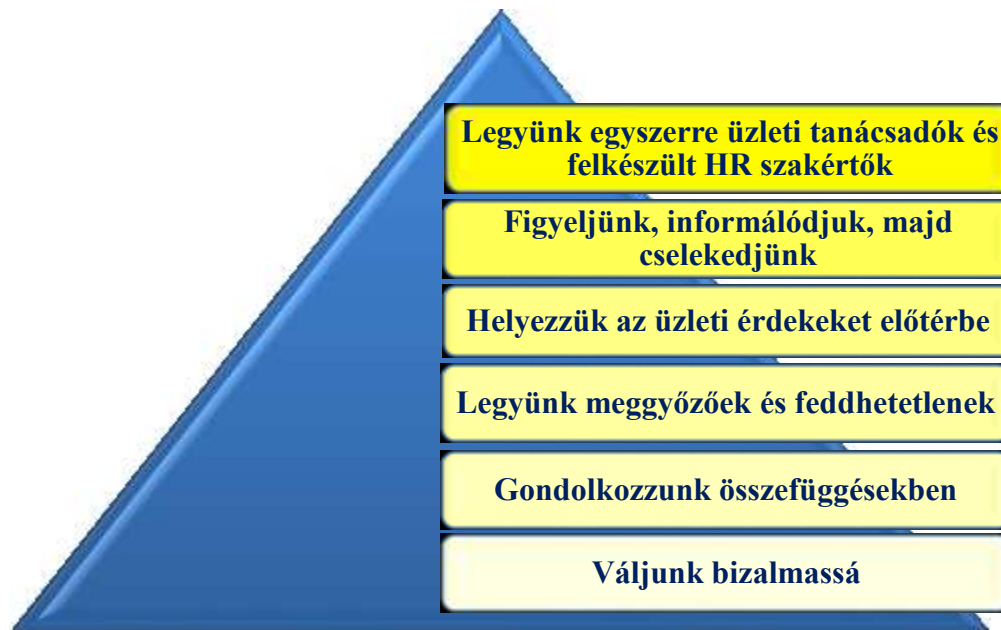 Legyünk egyszerre üzleti tanácsadók és
felkészült HR szakértők
Figyeljünk, informálódjuk, majd
cselekedjünk
Helyezzük az üzleti érdekeket előtérbe
Legyünk meggyőzőek és feddhetetlenek
Gondolkozzunk összefüggésekben
Váljunk bizalmassá